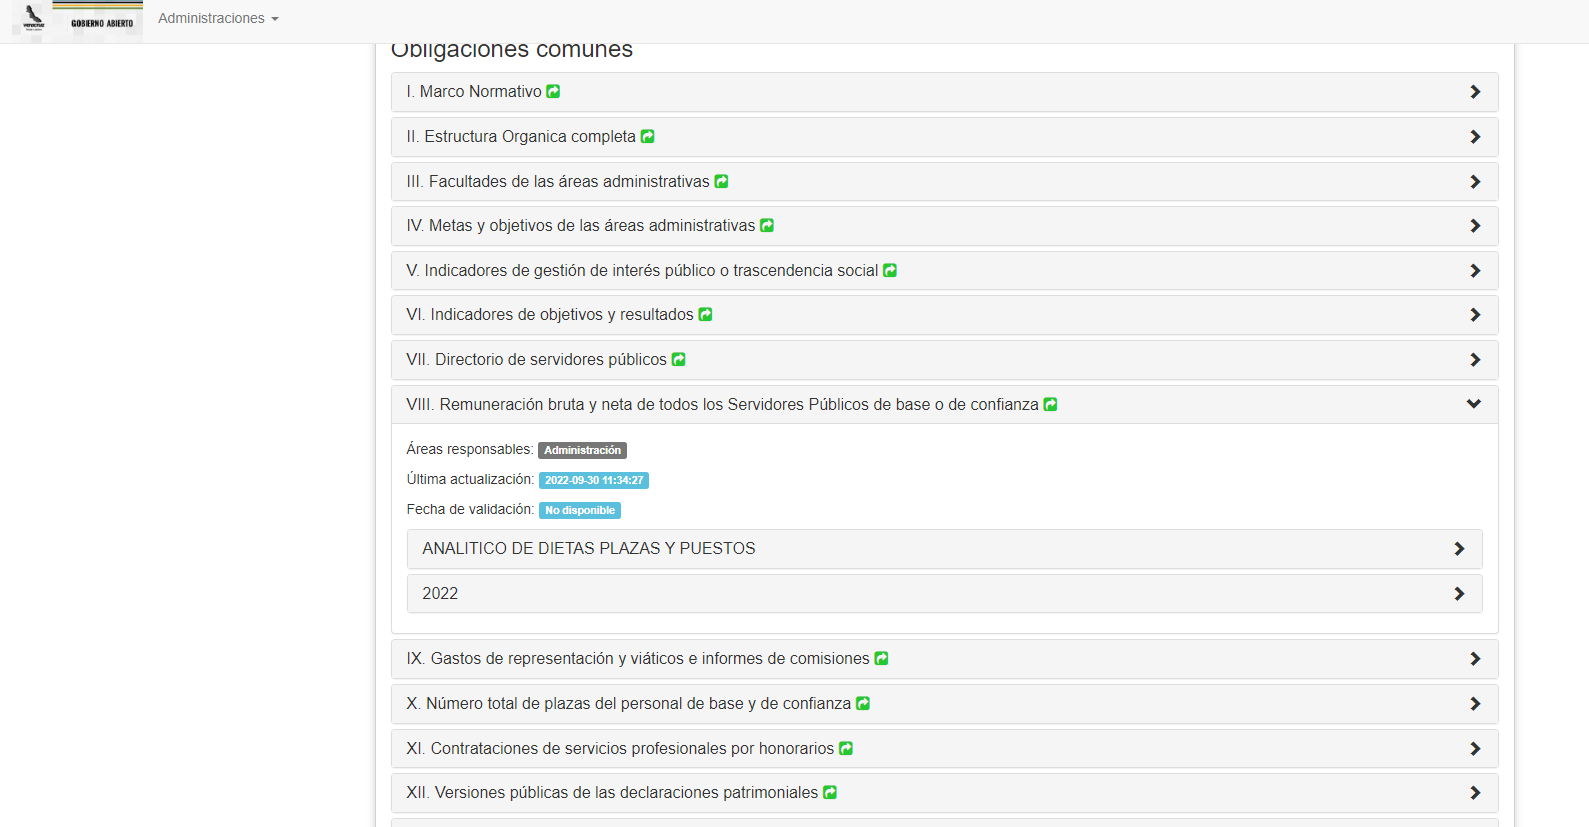 VERACRUZ
GOBIERNO ABIERTO
Administraciones
Obligaciones comunes
I. Marco Normativo
II. Estructura Organica completa
III. Facultades de las áreas administrativas
IV. Metas y objetivos de las áreas administrativas
V. Indicadores de gestión de interés público o trascendencia social
VI. Indicadores de objetivos y resultados
VII. Directorio de servidores públicos
VIII. Remuneración bruta y neta de todos los Servidores Públicos de base o de confianza
Áreas responsables: Administración
Última actualización: 2022-09-30 11:34:27
Fecha de validación: No disponible
ANALITICO DE DIETAS PLAZAS Y PUESTOS
2022
IX. Gastos de representación y viáticos e informes de comisiones
X. Número total de plazas del personal de base y de confianza
XI. Contrataciones de servicios profesionales por honorarios
XII. Versiones públicas de las declaraciones patrimoniales